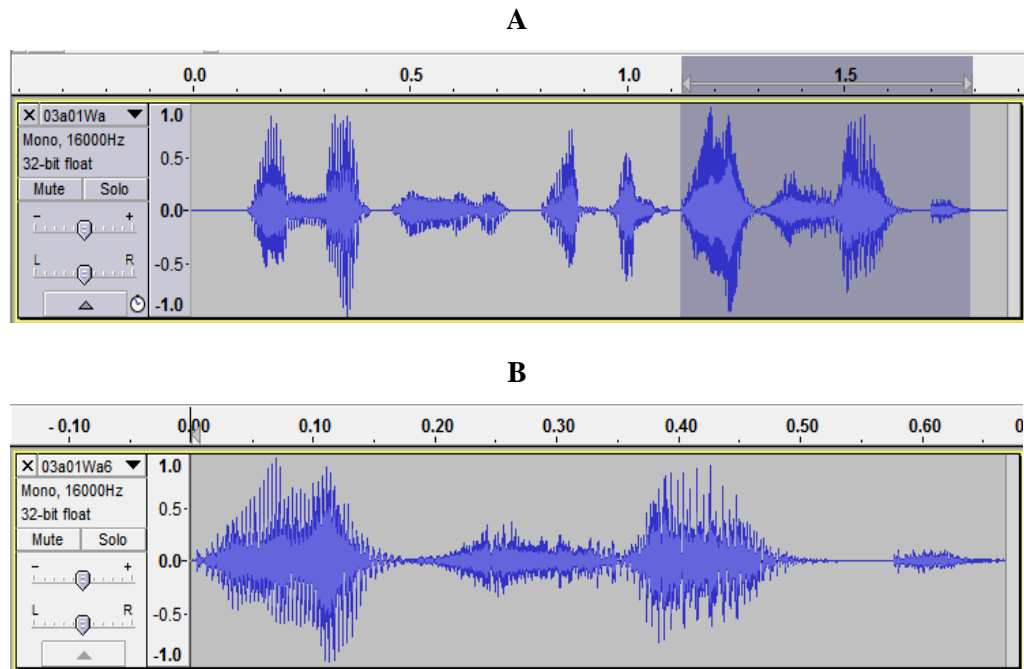 A
0.0 0.5 1.0 1.5
03a01Wa 1.0
Mono, 16000Hz
32-bit float 0.5
Mute Solo
- + 0.0
L R -0.5
-1.0
B
- 0.10 0.00 0.10 0.20 0.30 0.40 0.50 0.60 0
03a01Wa6 1.0
Mono, 16000Hz
32-bit float 0.5
Mute Solo
- + 0.0
L R -0.5
-1.0